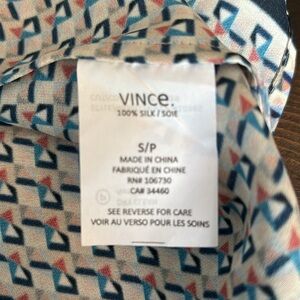 VINCe.
100% SILK / SOIE
S/P
MADE IN CHINA
FABRIQUÉ EN CHINE
RN# 106730
CA# 34460
SEE REVERSE FOR CARE
VOIR AU VERSO POUR LES SOINS